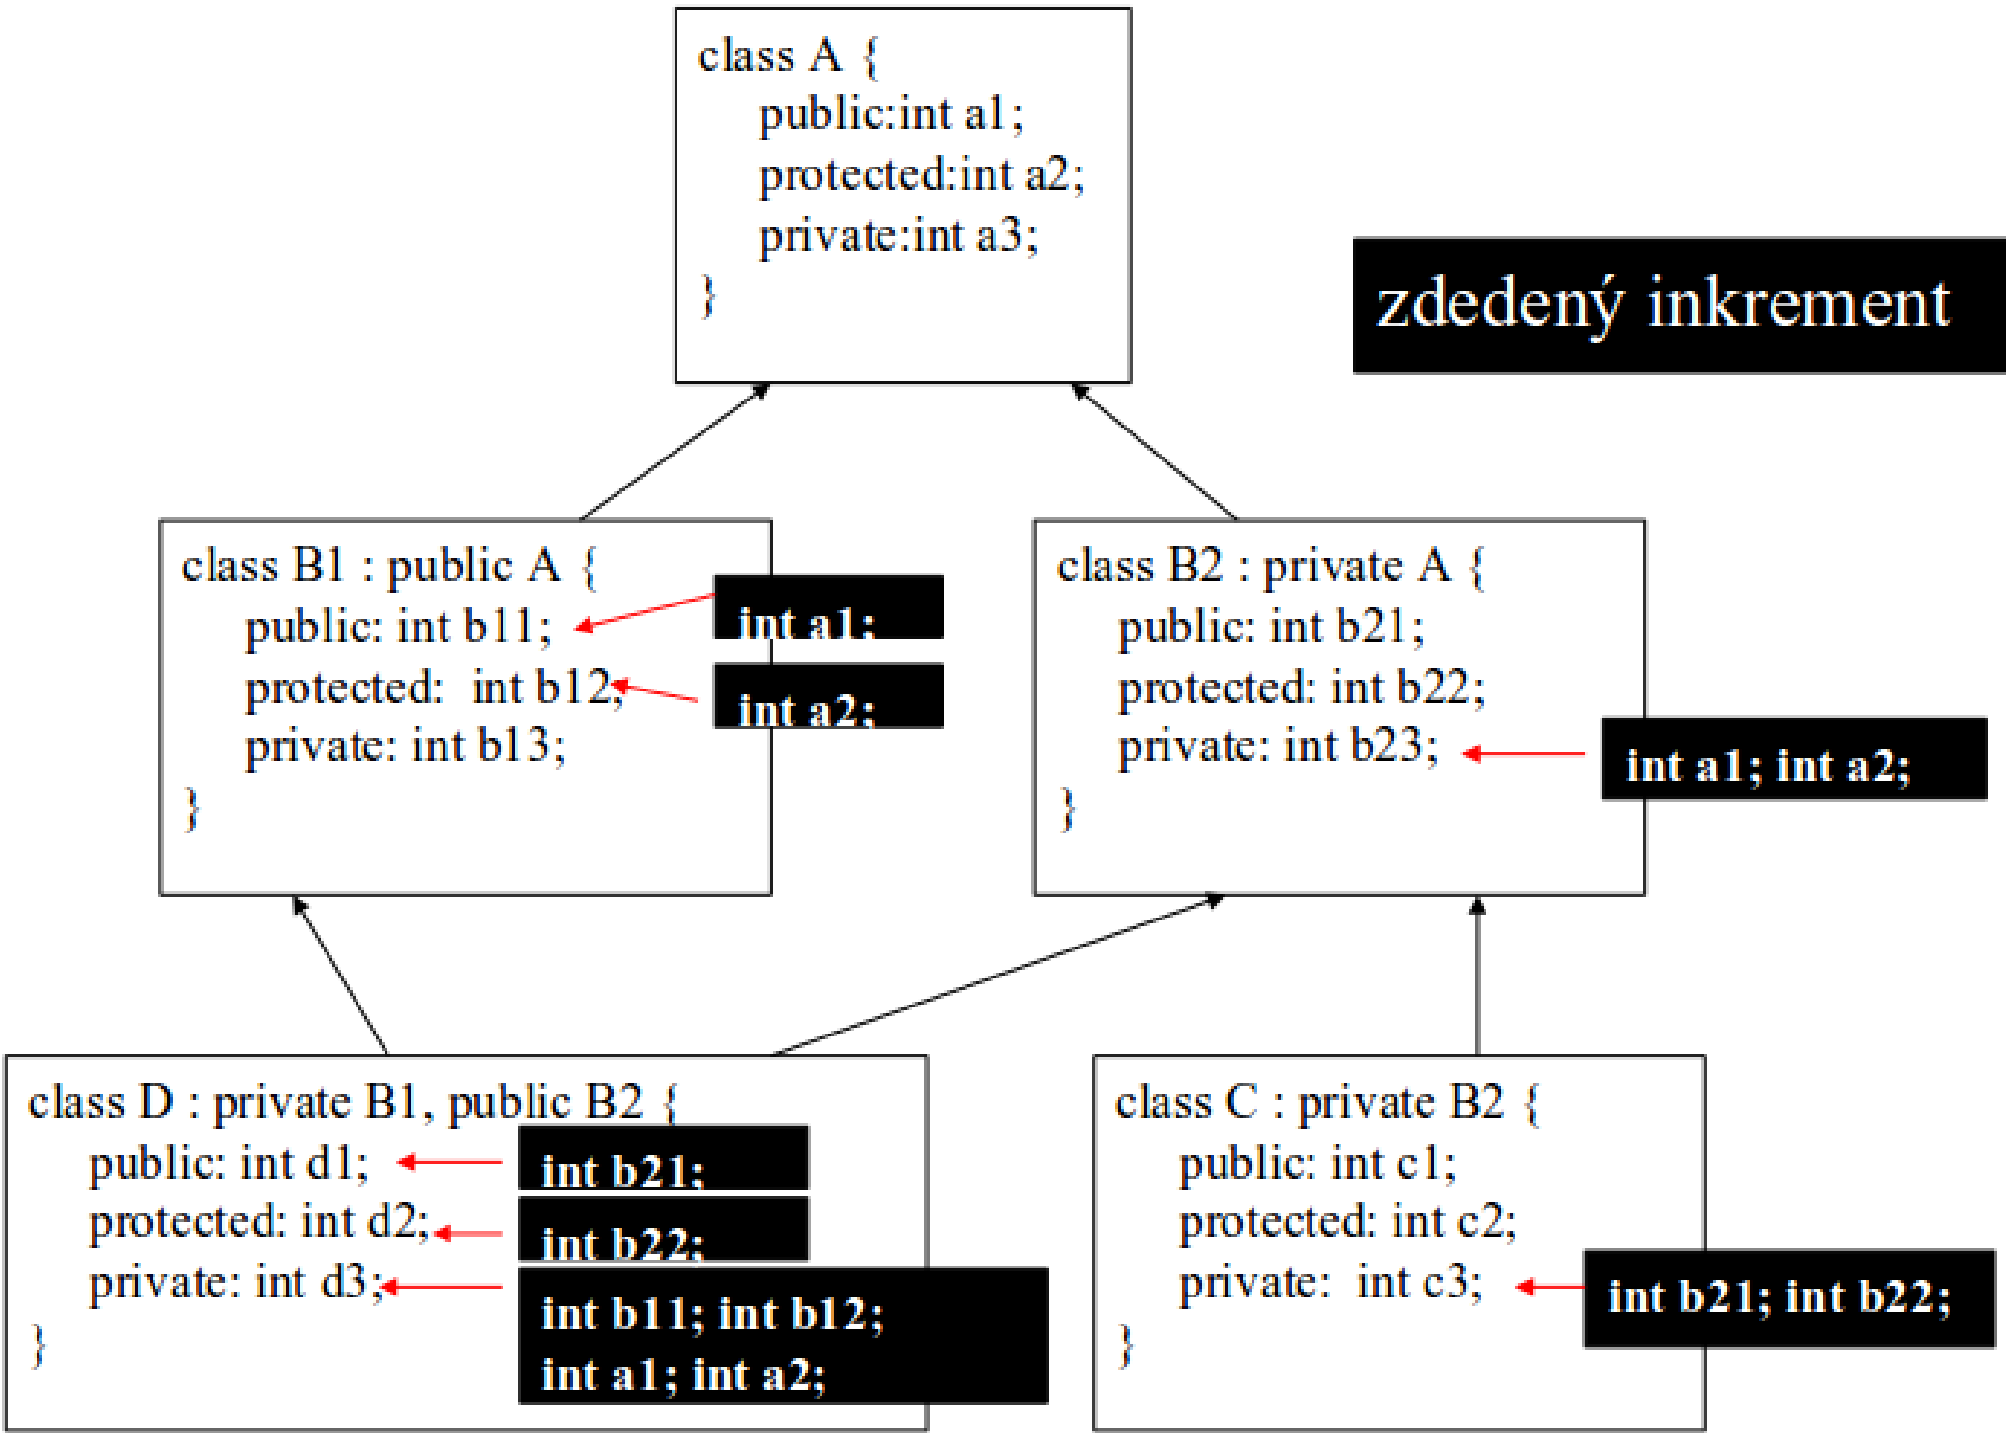 class A {
public:int a1;
protected:int a2;
private:int a3;
}
zdedený inkrement
class B1 : public A {
public: int b11;
int a1;
protected:  int b12;
int a2;
private: int b13;
}
class B2 : private A {
public: int b21;
protected: int b22;
private: int b23;
int a1; int a2;
}
class D : private B1, public B2 {
public: int d1;
int b21;
protected: int d2;
int b22;
private: int d3;
int b11; int b12;
int a1; int a2;
}
class C : private B2 {
public: int c1;
protected: int c2;
private:  int c3;
int b21; int b22;
}